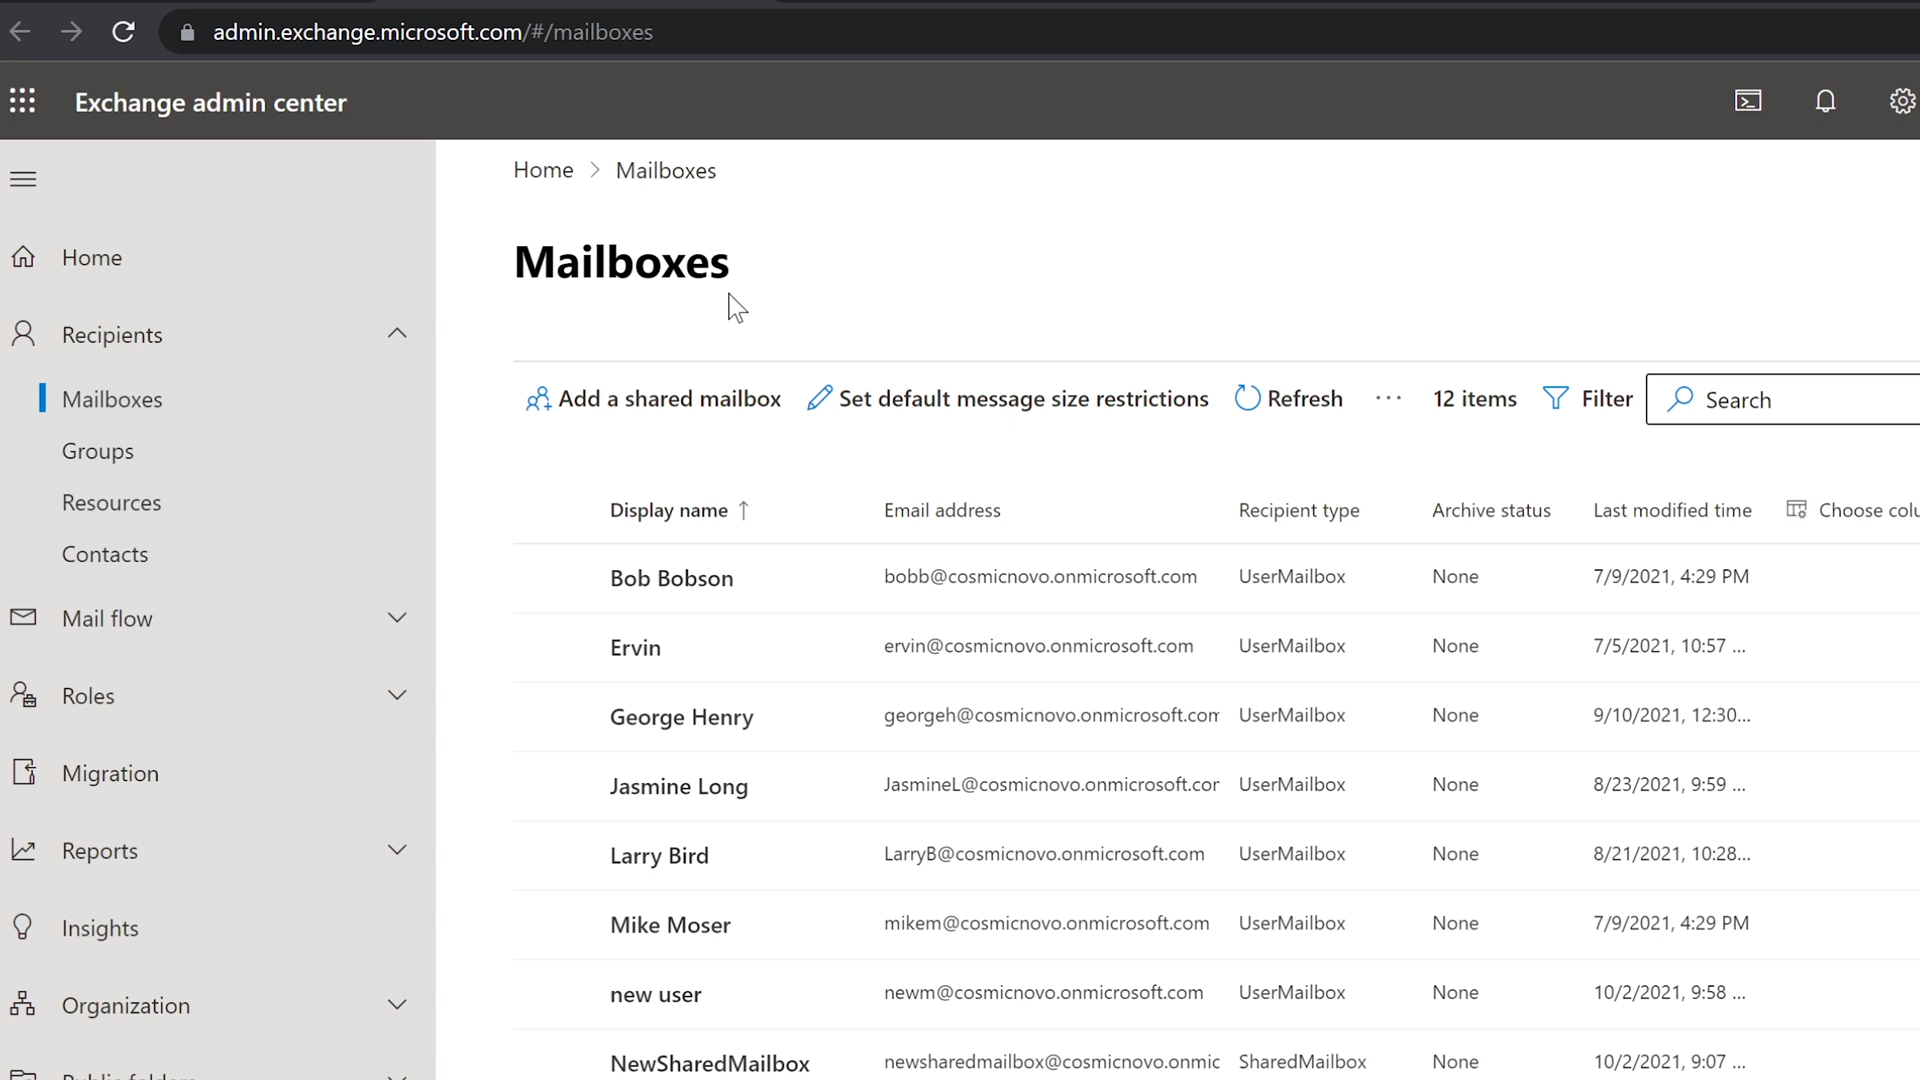 admin.exchange.microsoft.com/#/mailboxes
Exchange admin center
Home > Mailboxes
Home
Recipients
Mailboxes
Groups
Resources
Contacts
Mail flow
Roles
Migration
Reports
Insights
Organization
Mailboxes
Add a shared mailbox Set default message size restrictions Refresh ··· 12 items Filter Search
Display name ↑ Email address Recipient type Archive status Last modified time Choose colu
Bob Bobson bobb@cosmicnovo.onmicrosoft.com UserMailbox None 7/9/2021, 4:29 PM
Ervin ervin@cosmicnovo.onmicrosoft.com UserMailbox None 7/5/2021, 10:57 ...
George Henry georgeh@cosmicnovo.onmicrosoft.com UserMailbox None 9/10/2021, 12:30...
Jasmine Long JasmineL@cosmicnovo.onmicrosoft.cor UserMailbox None 8/23/2021, 9:59 ...
Larry Bird LarryB@cosmicnovo.onmicrosoft.com UserMailbox None 8/21/2021, 10:28...
Mike Moser mikem@cosmicnovo.onmicrosoft.com UserMailbox None 7/9/2021, 4:29 PM
new user newm@cosmicnovo.onmicrosoft.com UserMailbox None 10/2/2021, 9:58 ...
NewSharedMailbox newsharedmailbox@cosmicnovo.onmic SharedMailbox None 10/2/2021, 9:07 ...